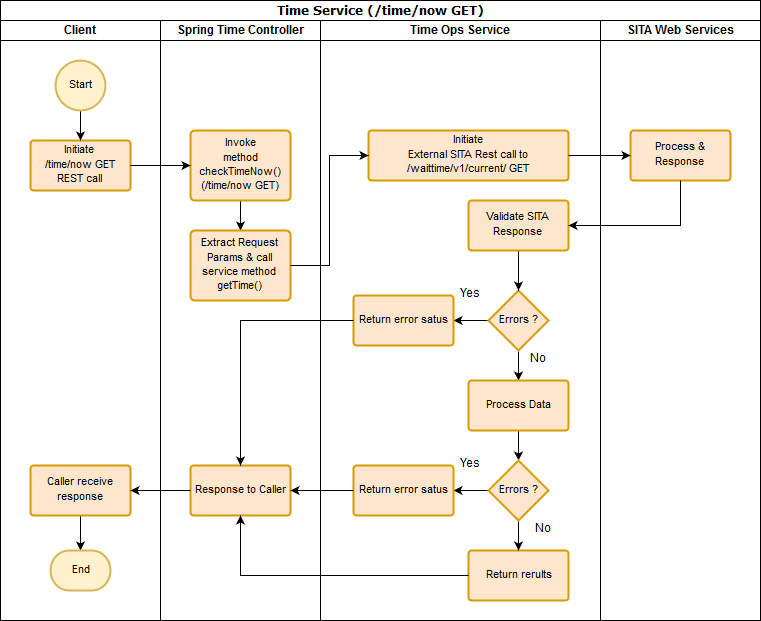 Time Service (/time/now GET)
Client
Spring Time Controller
Time Ops Service
SITA Web Services
Start
Initiate
/time/now GET
REST call
Invoke
method
checkTimeNow()
(/time/now GET)
Initiate
External SITA Rest call to
/waittime/v1/current/ GET
Process &
Response
Extract Request
Params & call
service method
getTime()
Validate SITA
Response
Yes
Return error satus
Errors ?
No
Process Data
Yes
Caller receive
response
Response to Caller
Return error satus
Errors ?
No
End
Return rerults